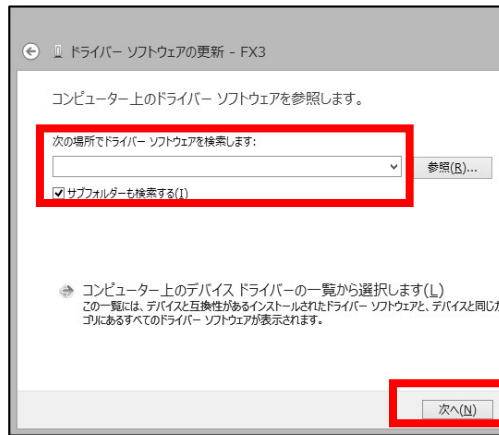 ドライバー ソフトウェアの更新 - FX3
コンピューター上のドライバー ソフトウェアを参照します。
次の場所でドライバー ソフトウェアを検索します:
参照(R)...
サブフォルダーも検索する(I)
コンピューター上のデバイス ドライバーの一覧から選択します(L)
この一覧には、デバイスと互換性があるインストールされたドライバー ソフトウェアと、デバイスと同じカ
ゴリにあるすべてのドライバー ソフトウェアが表示されます。
次へ(N)